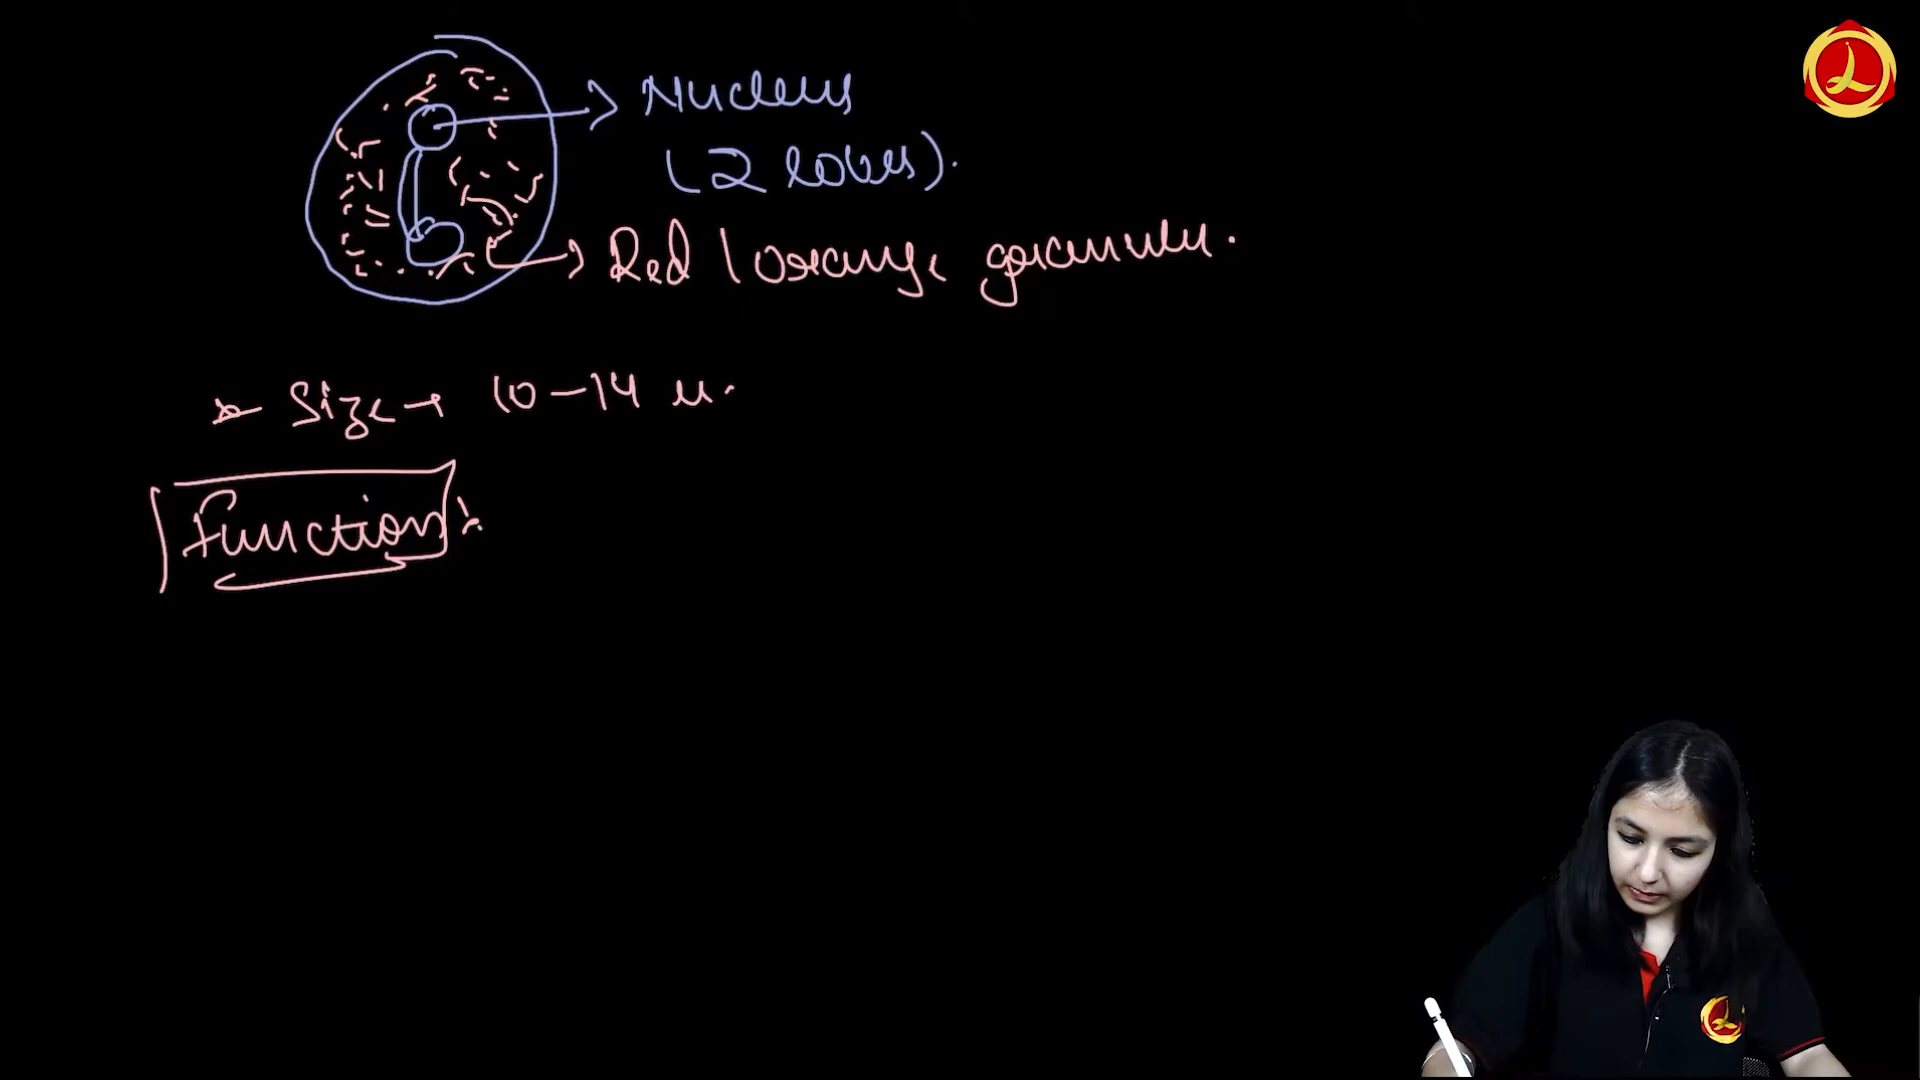 Nucleus
(2 lobes).
Red / orange granules.
* Size → 10-14 u.
Function :-